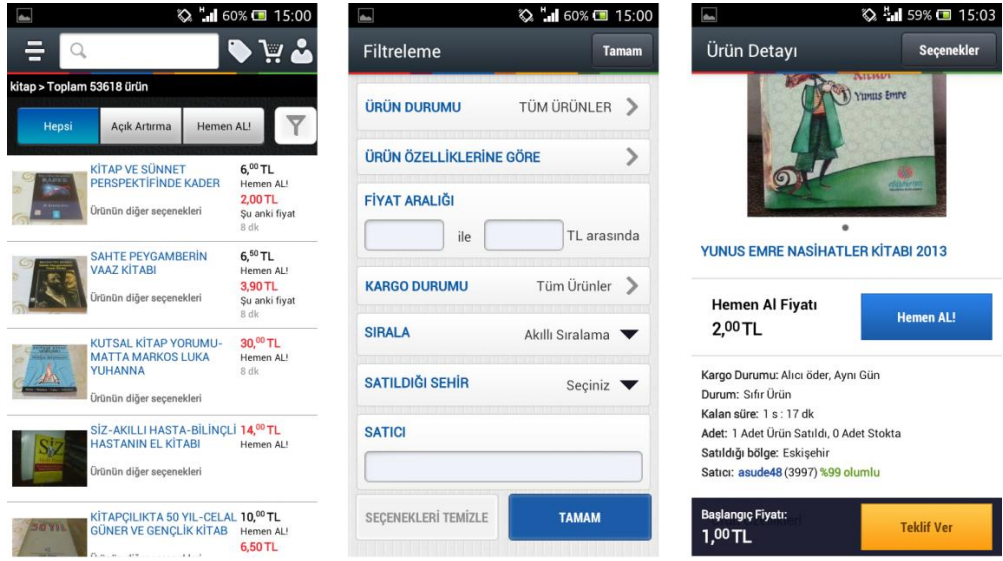 60% 15:00
kitap > Toplam 53618 ürün
Hepsi
Açık Artırma
Hemen AL!
KİTAP VE SÜNNET
PERSPEKTİFİNDE KADER
Ürünün diğer seçenekleri
6,00 TL
Hemen AL!
2,00 TL
Şu anki fiyat
8 dk
SAHTE PEYGAMBERİN
VAAZ KİTABI
Ürünün diğer seçenekleri
6,50 TL
Hemen AL!
3,90 TL
Şu anki fiyat
8 dk
KUTSAL KİTAP YORUMU-
MATTA MARKOS LUKA
YUHANNA
Ürünün diğer seçenekleri
30,00 TL
Hemen AL!
8 dk
SİZ-AKILLI HASTA-BİLİNÇLİ
HASTANIN EL KİTABI
Ürünün diğer seçenekleri
14,00 TL
Hemen AL!
KİTAPÇILIKTA 50 YIL-CELAL
GÜNER VE GENÇLİK KİTAB
10,00 TL
Hemen AL!
6,50 TL
60% 15:00
Filtreleme
Tamam
ÜRÜN DURUMU
TÜM ÜRÜNLER
ÜRÜN ÖZELLİKLERİNE GÖRE
FİYAT ARALIĞI
ile
TL arasında
KARGO DURUMU
Tüm Ürünler
SIRALA
Akıllı Sıralama
SATILDIĞI SEHİR
Seçiniz
SATICI
SEÇENEKLERİ TEMİZLE
TAMAM
59% 15:03
Ürün Detayı
Seçenekler
Kitabı
Yunus Emre
YUNUS EMRE NASİHATLER KİTABI 2013
Hemen Al Fiyatı
2,00 TL
Hemen AL!
Kargo Durumu: Alıcı öder, Aynı Gün
Durum: Sıfır Ürün
Kalan süre: 1 s : 17 dk
Adet: 1 Adet Ürün Satıldı, 0 Adet Stokta
Satıldığı bölge: Eskişehir
Satıcı: asude48 (3997) %99 olumlu
Başlangıç Fiyatı:
1,00 TL
Teklif Ver